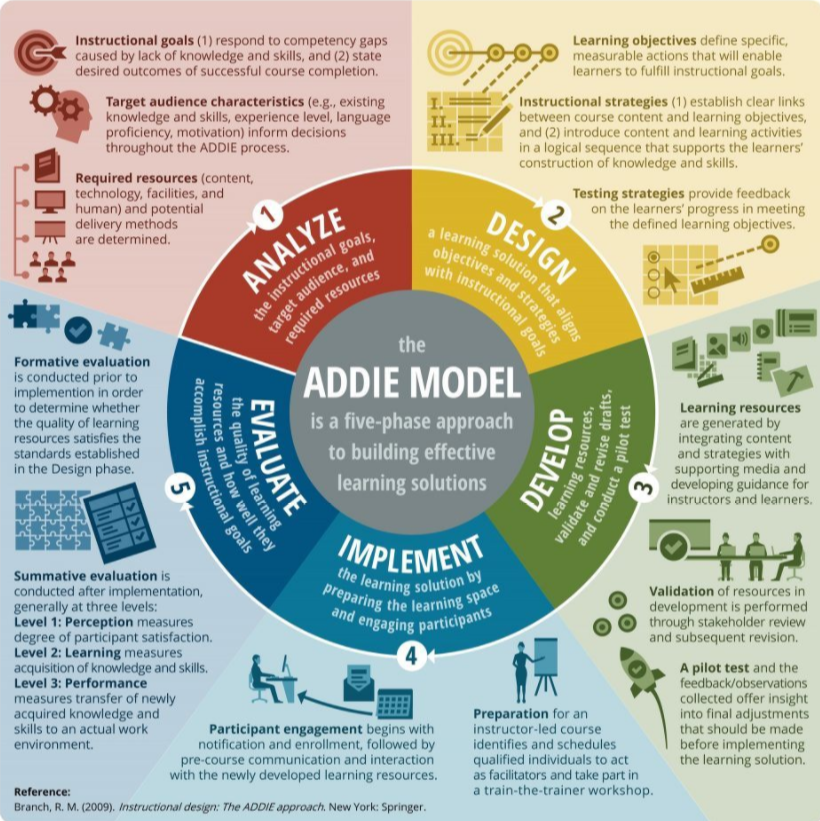 Instructional goals (1) respond to competency gaps
caused by lack of knowledge and skills, and (2) state
desired outcomes of successful course completion.
Target audience characteristics (e.g., existing
knowledge and skills, experience level, language
proficiency, motivation) inform decisions
throughout the ADDIE process.
Required resources (content,
technology, facilities, and
human) and potential
delivery methods
are determined.
1
ANALYZE
the instructional goals,
target audience, and
required resources
Learning objectives define specific,
measurable actions that will enable
learners to fulfill instructional goals.
I.
II.
III.
Instructional strategies (1) establish clear links
between course content and learning objectives,
and (2) introduce content and learning activities
in a logical sequence that supports the learners'
construction of knowledge and skills.
Testing strategies provide feedback
on the learners' progress in meeting
the defined learning objectives.
2
DESIGN
a learning solution that aligns
objectives and strategies
with instructional goals
the
ADDIE MODEL
is a five-phase approach
to building effective
learning solutions
3
DEVELOP
learning resources,
validate and revise drafts,
and conduct a pilot test
Learning resources
are generated by
integrating content
and strategies with
supporting media and
developing guidance for
instructors and learners.
Validation of resources in
development is performed
through stakeholder review
and subsequent revision.
A pilot test and the
feedback/observations
collected offer insight
into final adjustments
that should be made
before implementing
the learning solution.
IMPLEMENT
the learning solution by
preparing the learning space
and engaging participants
4
Participant engagement begins with
notification and enrollment, followed by
pre-course communication and interaction
with the newly developed learning resources.
Preparation for an
instructor-led course
identifies and schedules
qualified individuals to act
as facilitators and take part in
a train-the-trainer workshop.
5
EVALUATE
the quality of learning
resources and how well they
accomplish instructional goals
Formative evaluation
is conducted prior to
implemention in order
to determine whether
the quality of learning
resources satisfies the
standards established
in the Design phase.
Summative evaluation is
conducted after implementation,
generally at three levels:
Level 1: Perception measures
degree of participant satisfaction.
Level 2: Learning measures
acquisition of knowledge and skills.
Level 3: Performance
measures transfer of newly
acquired knowledge and
skills to an actual work
environment.
Reference:
Branch, R. M. (2009). Instructional design: The ADDIE approach. New York: Springer.